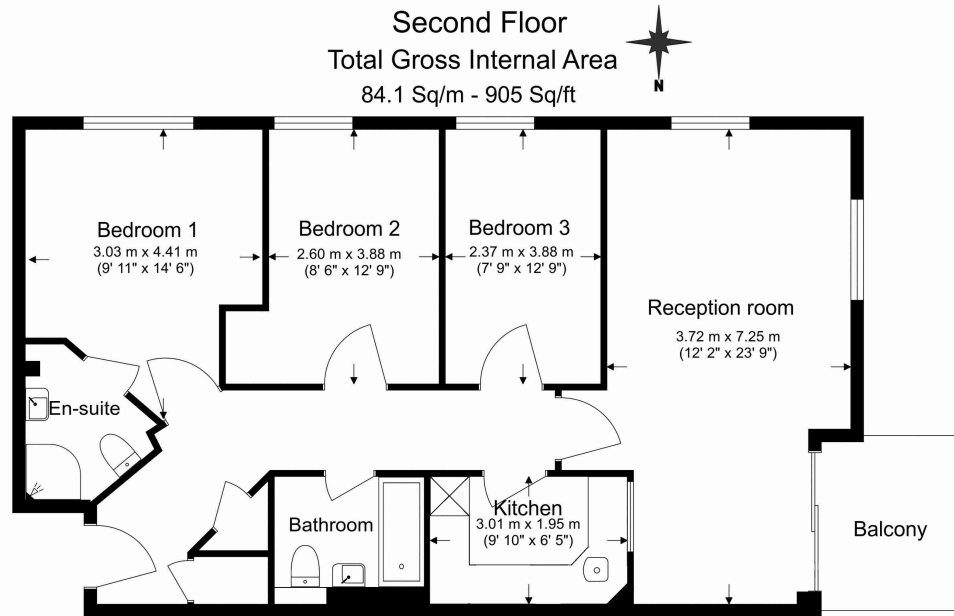 Second Floor
Total Gross Internal Area
84.1 Sq/m - 905 Sq/ft
N
Bedroom 1
3.03 m x 4.41 m
(9' 11" x 14' 6")
Bedroom 2
2.60 m x 3.88 m
(8' 6" x 12' 9")
Bedroom 3
2.37 m x 3.88 m
(7' 9" x 12' 9")
Reception room
3.72 m x 7.25 m
(12' 2" x 23' 9")
En-suite
Bathroom
Kitchen
3.01 m x 1.95 m
(9' 10" x 6' 5")
Balcony